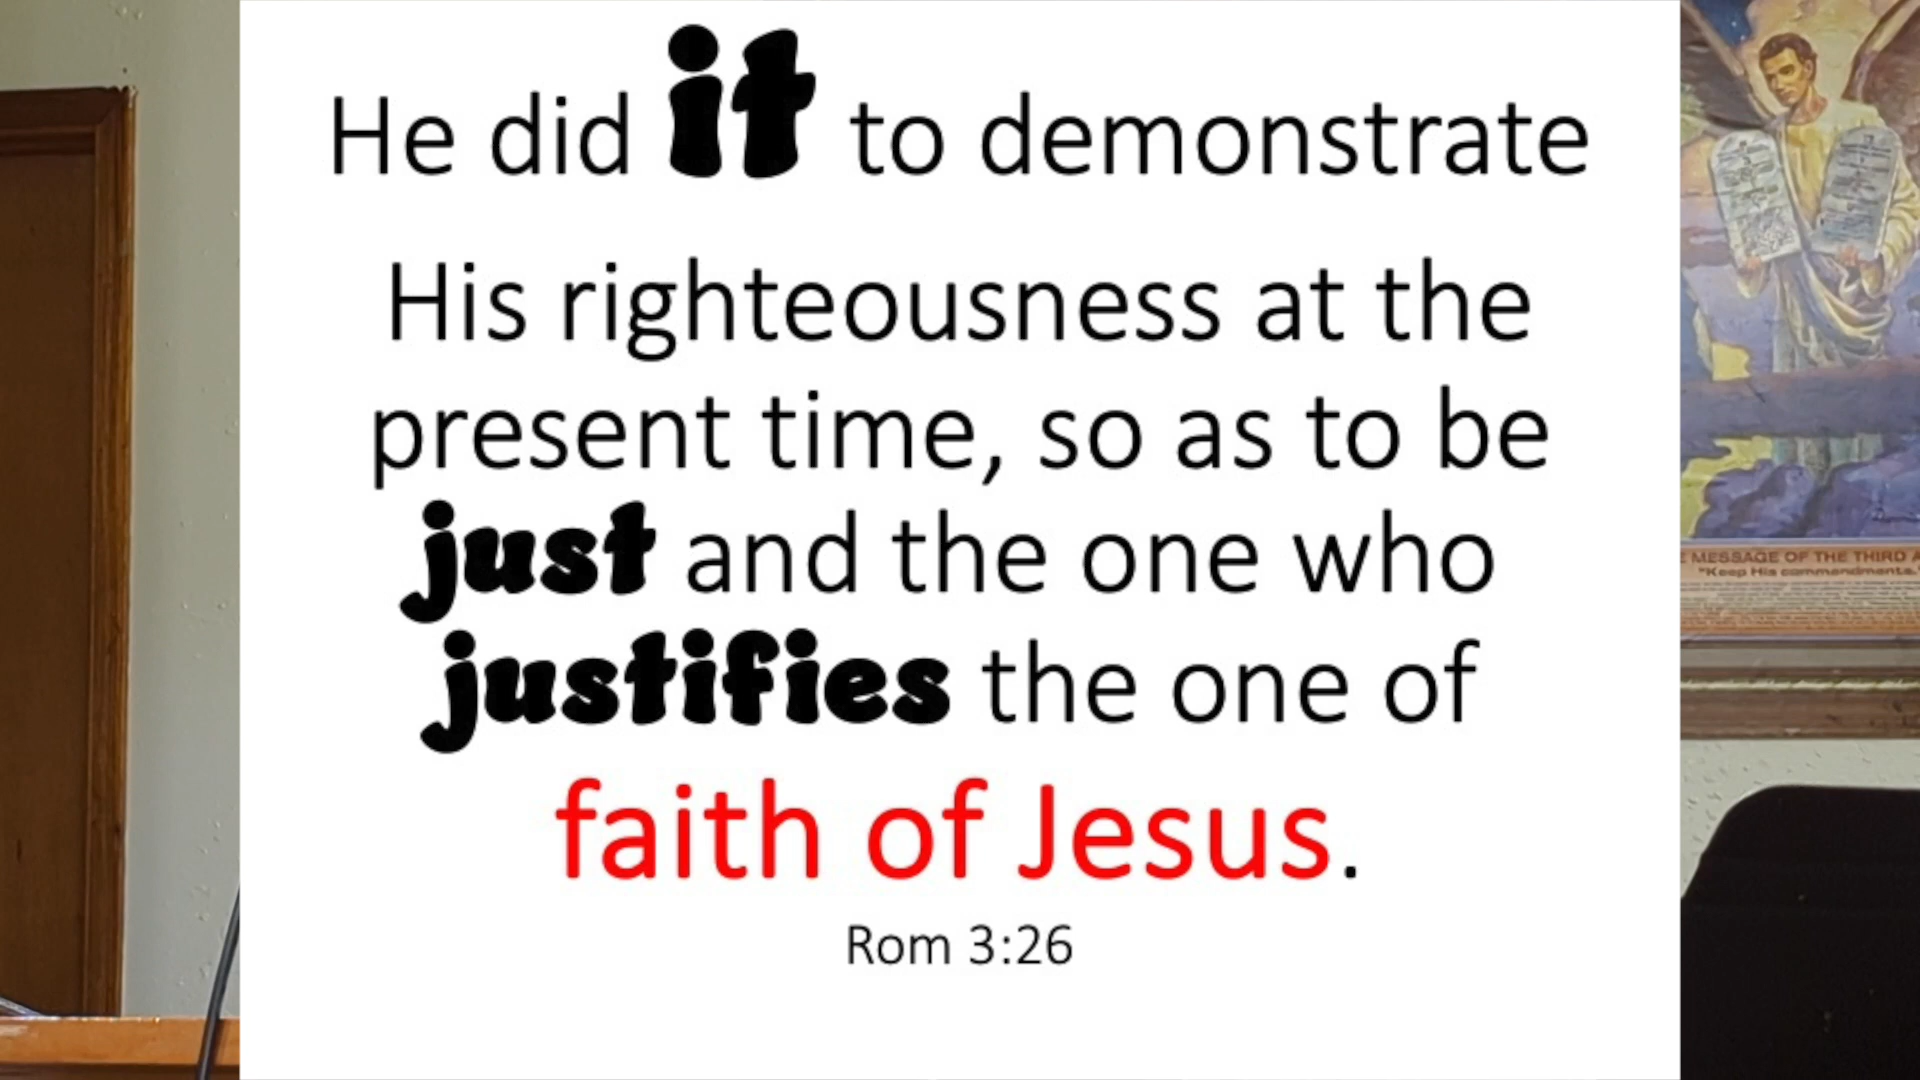 He did it to demonstrate
His righteousness at the
present time, so as to be
just and the one who
justifies the one of
faith of Jesus.
Rom 3:26
MESSAGE OF THE THIRD
"Keep His commandments."